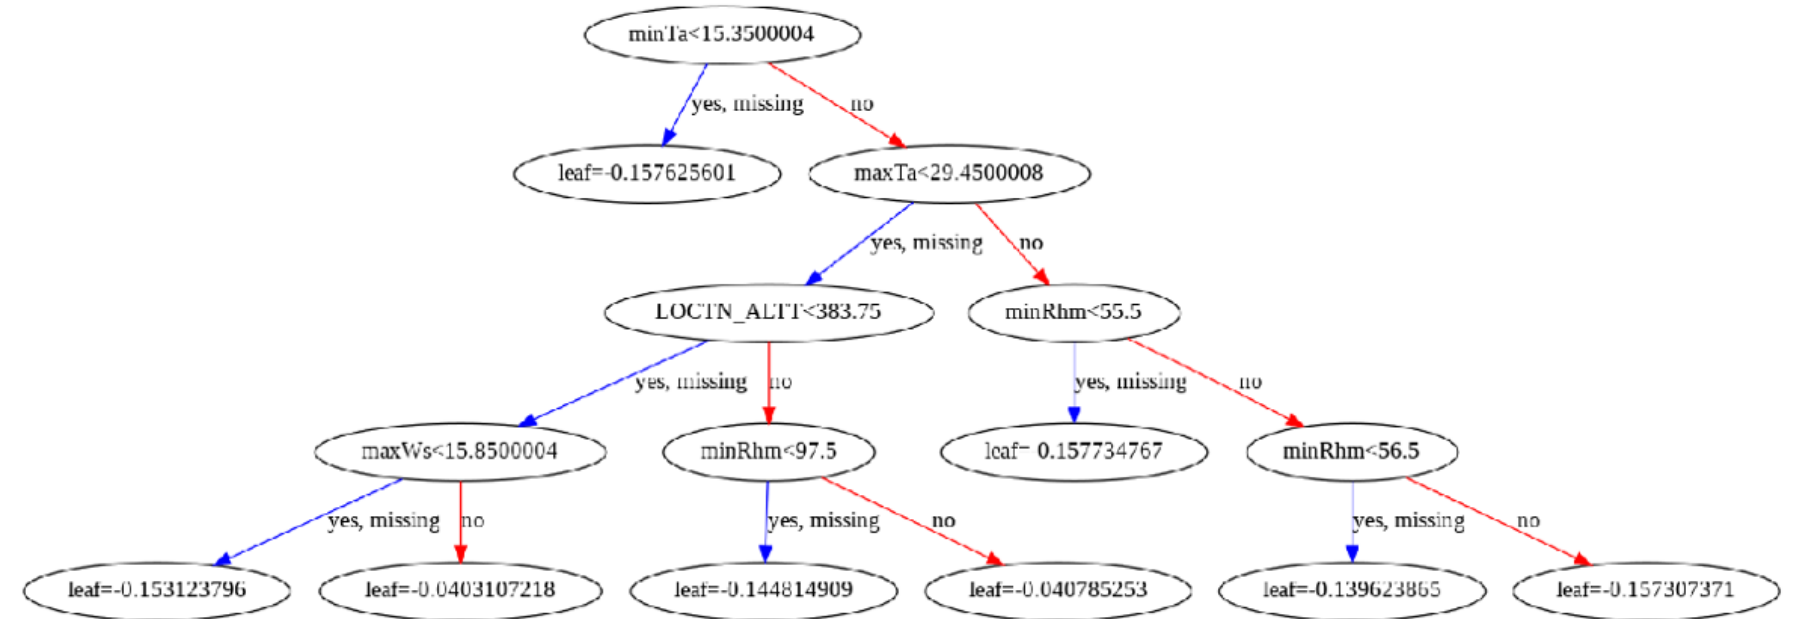 minTa<15.3500004
yes, missing
no
leaf=-0.157625601
maxTa<29.4500008
yes, missing
no
LOCTN_ALTT<383.75
minRhm<55.5
yes, missing
no
yes, missing
no
maxWs<15.8500004
minRhm<97.5
leaf=-0.157734767
minRhm<56.5
yes, missing
no
yes, missing
no
yes, missing
no
leaf=-0.153123796
leaf=-0.0403107218
leaf=-0.144814909
leaf=-0.040785253
leaf=-0.139623865
leaf=-0.157307371